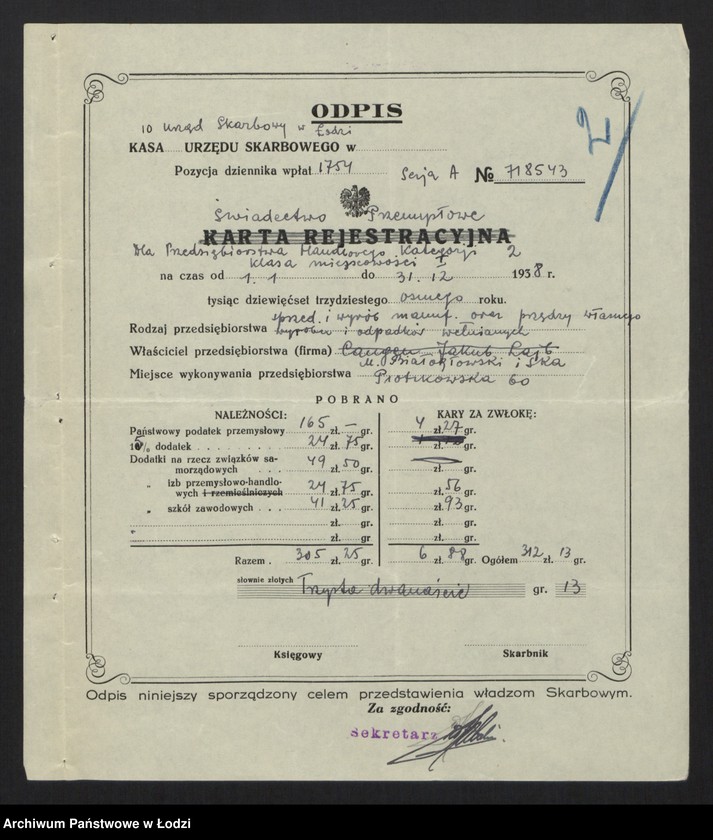 2
ODPIS
10 Urząd Skarbowy w Łodzi
KASA URZĘDU SKARBOWEGO w
Pozycja dziennika wpłat 1754 Serja A № 718543
Świadectwo Przemysłowe
KARTA REJESTRACYJNA
Dla Przedsiębiorstwa Handlowego Kategorji 2
Klasa miejscowości I
na czas od 1.1 do 31.12 1938 r.
tysiąc dziewięćset trzydziestego ósmego roku.
sprzed. i wyrób manuf. oraz przędzy własnego
Rodzaj przedsiębiorstwa wyrobu i odpadków wełnianych
Właściciel przedsiębiorstwa (firma) Jakub Lajb
M. Białogłowski i Ska
Miejsce wykonywania przedsiębiorstwa Piotrkowska 60
POBRANO
NALEŻNOŚCI: KARY ZA ZWŁOKĘ:
Państwowy podatek przemysłowy 165 zł. — gr. 4 zł. 27 gr.
15% dodatek 24 zł. 75 gr. zł. gr.
Dodatki na rzecz związków samorządowych 49 zł. 50 gr. zł. gr.
„ izb przemysłowo-handlowych i rzemieślniczych 24 zł. 75 gr. zł. 56 gr.
„ szkół zawodowych 41 zł. 25 gr. zł. 93 gr.
zł. gr. zł. gr.
„ zł. gr. zł. gr.
Razem 305 zł. 25 gr. 6 zł. 88 gr. Ogółem 312 zł. 13 gr.
słownie złotych Trzysta dwanaście gr. 13
Księgowy Skarbnik
Odpis niniejszy sporządzony celem przedstawienia władzom Skarbowym.
Za zgodność:
sekretarz
Archiwum Państwowe w Łodzi